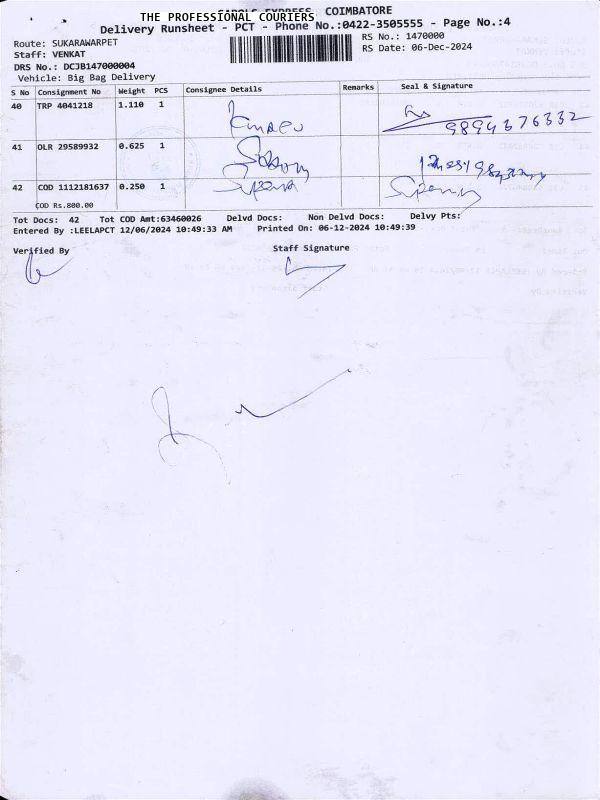 THE PROFESSIONAL COURIERS COIMBATORE
Delivery Runsheet - PCT - Phone No.:0422-3505555 - Page No.:4
Route: SUKARAWARPET
RS No.: 1470000
Staff: VENKAT
RS Date: 06-Dec-2024
DRS No.: DCJB147000004
Vehicle: Big Bag Delivery
S No Consignment No Weight PCS Consignee Details Remarks Seal & Signature
40 TRP 4041218 1.110 1
9894376332
41 OLR 29589932 0.625 1
42 COD 1112181637 0.250 1
COD Rs.800.00
Tot Docs: 42 Tot COD Amt:63460026 Delvd Docs: Non Delvd Docs: Delvy Pts:
Entered By :LEELAPCT 12/06/2024 10:49:33 AM Printed On: 06-12-2024 10:49:39
Verified By Staff Signature